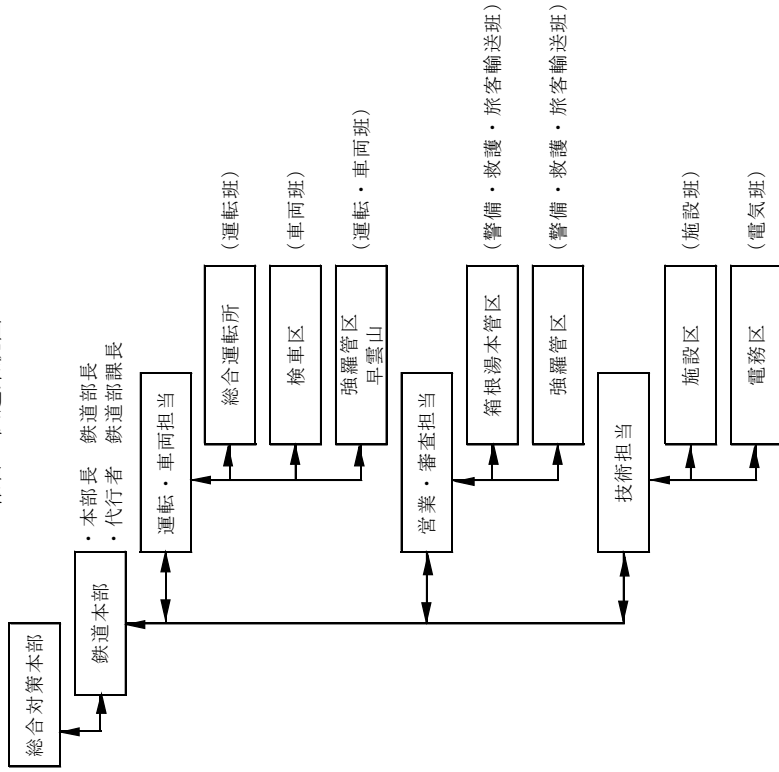 総合対策本部
鉄道本部
・本部長　鉄道部長
・代行者　鉄道部課長
運転・車両担当
総合運転所
（運転班）
検車区
（車両班）
強羅管区
早雲山
（運転・車両班）
営業・審査担当
箱根湯本管区
（警備・救護・旅客輸送班）
強羅管区
（警備・救護・旅客輸送班）
技術担当
施設区
（施設班）
電務区
（電気班）